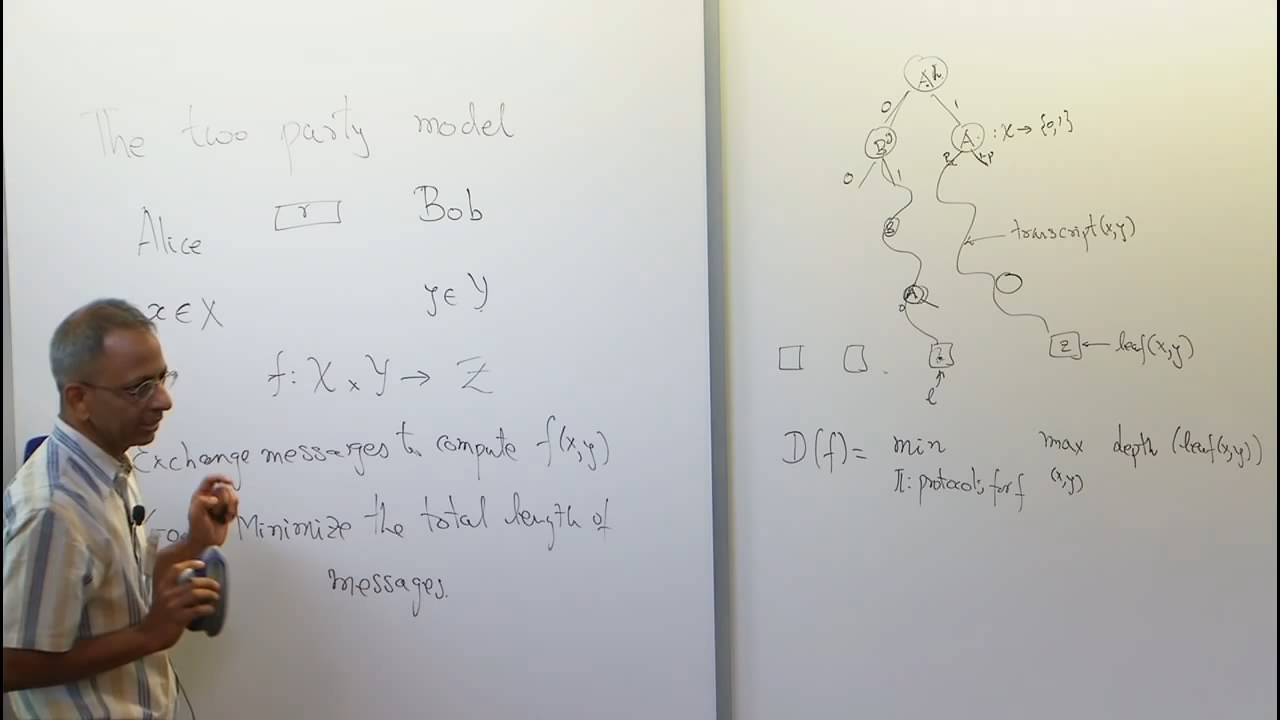 The two party model
Alice r Bob
x ∈ X y ∈ Y
f: X × Y → Z
Exchange messages to compute f(x,y)
Minimize the total length of
messages.
A
0 1
B A : X → {0,1}
0 1
B
transcript(x,y)
A
0
z ← leaf(x,y)
l
D(f) = min max depth (leaf(x,y))
Π: protocols for f (x,y)